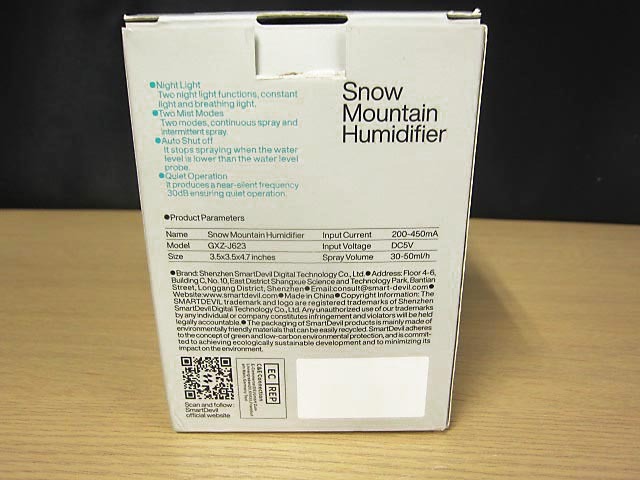 ●Night Light
Two night light functions, constant
light and breathing light.
●Two Mist Modes
Two modes, continuous spray and
intermittent spray.
●Auto Shut off
It stops spraying when the water
level is lower than the water level
probe.
●Quiet Operation
It produces a near-silent frequency
30dB ensuring quiet operation.
Snow
Mountain
Humidifier
●Product Parameters
Name Snow Mountain Humidifier Input Current 200-450mA
Model GXZ-J623 Input Voltage DC5V
Size 3.5x3.5x4.7 inches Spray Volume 30-50ml/h
●Brand: Shenzhen SmartDevil Digital Technology Co., Ltd.●Address: Floor 4-6,
Building C, No. 10, East District Shangxue Science and Technology Park, Bantian
Street, Longgang District, Shenzhen●Email:consult@smart-devil.com●
Website:www.smartdevil.com●Made in China●Copyright Information: The
SMARTDEVIL trademark and logo are registered trademarks of Shenzhen
SmartDevil Digital Technology Co., Ltd. Any unauthorized use of our trademarks
by any individual or company constitutes infringement and violators will be held
legally accountable.●The packaging of SmartDevil products is mainly made of
environmentally friendly materials that can be easily recycled. SmartDevil adheres
to the concept of green and low-carbon environmental protection, and is commit-
ted to achieving ecologically sustainable development and to minimizing its
impact on the environment.
Scan and follow
SmartDevil
official website
EC REP
C&E Connection